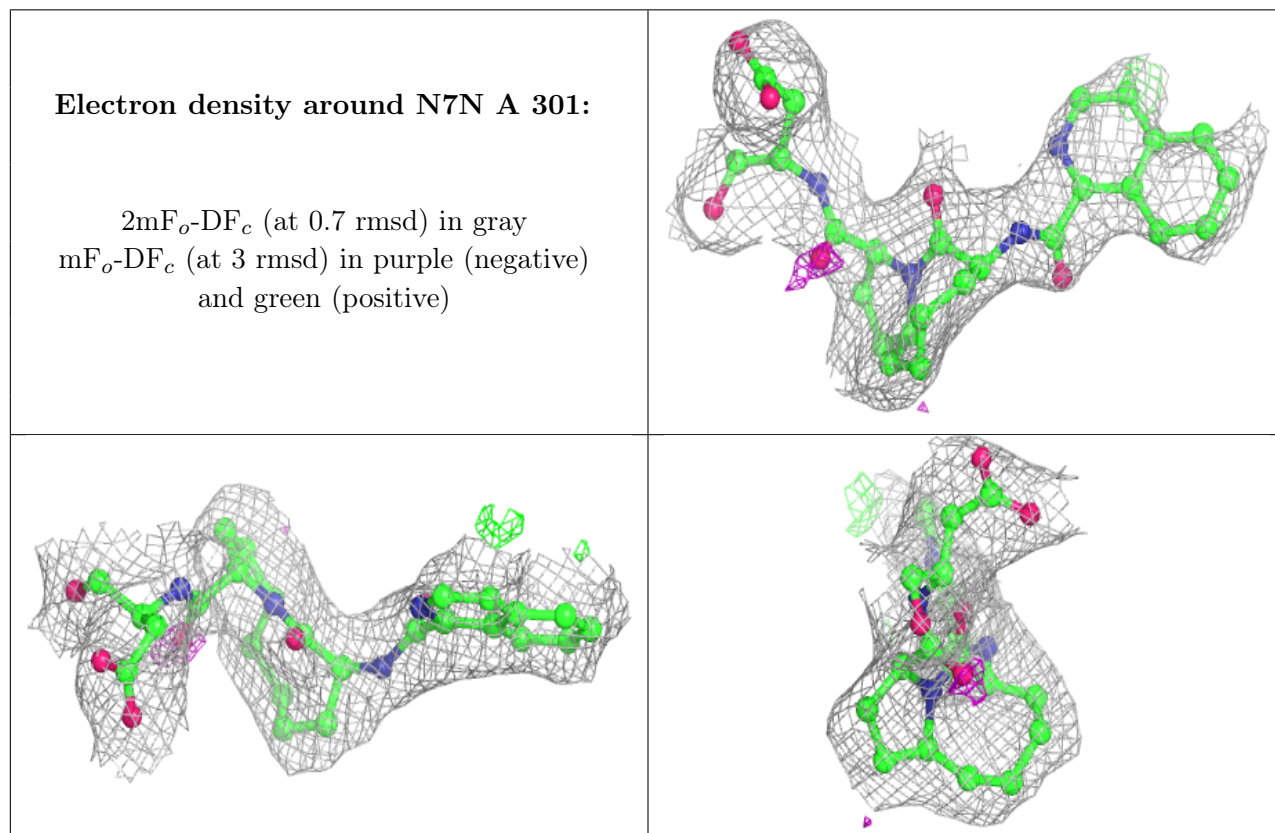 Electron density around N7N A 301:
2mFo-DFc (at 0.7 rmsd) in gray
mFo-DFc (at 3 rmsd) in purple (negative)
and green (positive)